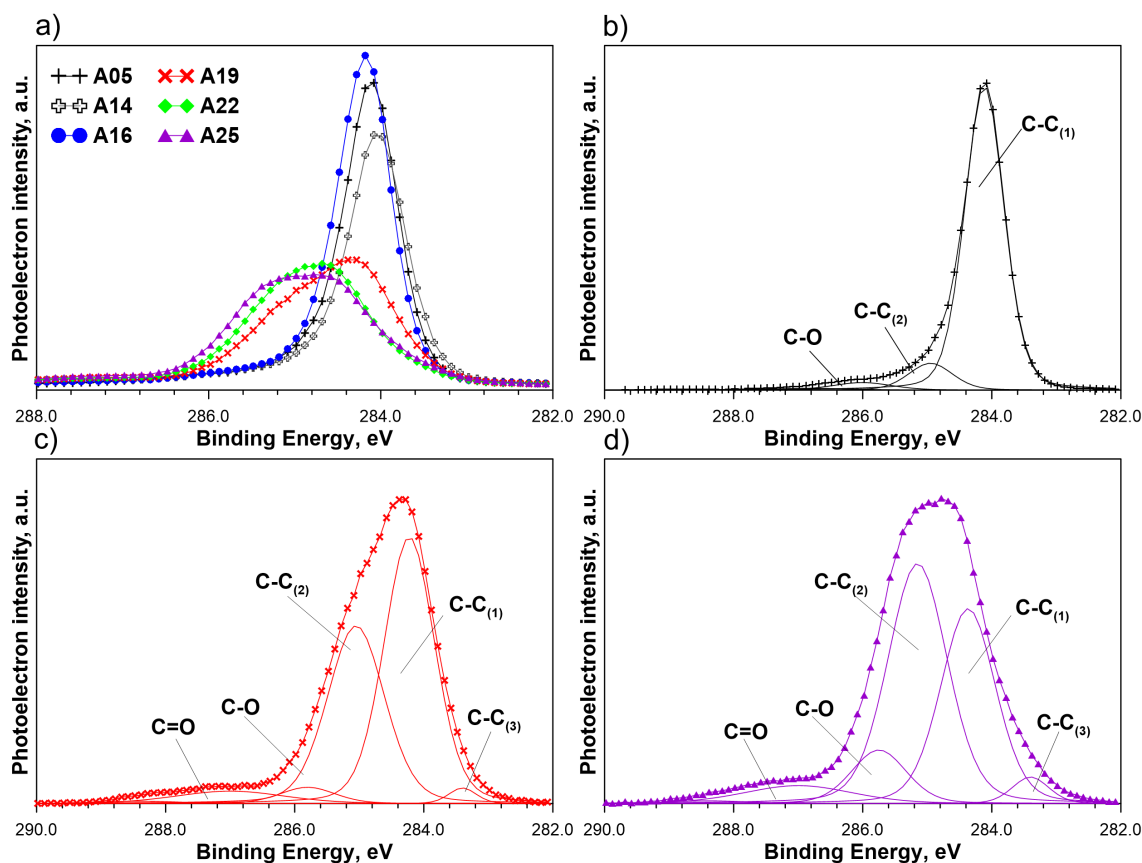 a)
Photoelectron intensity, a.u.
A05 A19
A14 A22
A16 A25
288.0 286.0 284.0 282.0
Binding Energy, eV
b)
Photoelectron intensity, a.u.
C-C(1)
C-C(2)
C-O
290.0 288.0 286.0 284.0 282.0
Binding Energy, eV
c)
Photoelectron intensity, a.u.
C-C(2)
C-C(1)
C-O
C=O
C-C(3)
290.0 288.0 286.0 284.0 282.0
Binding Energy, eV
d)
Photoelectron intensity, a.u.
C-C(2)
C-C(1)
C-O
C=O
C-C(3)
290.0 288.0 286.0 284.0 282.0
Binding Energy, eV